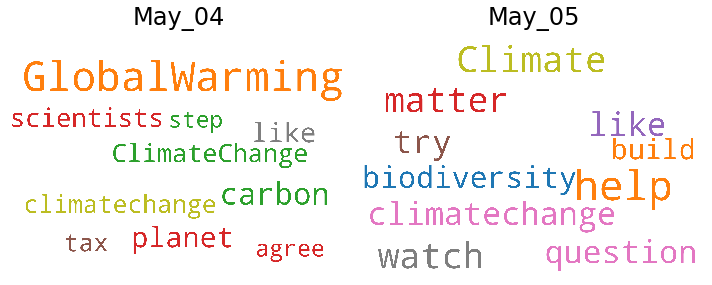 May_04
GlobalWarming
scientists step
like
ClimateChange
carbon
climatechange
planet
tax
agree
May_05
Climate
matter
like
try
build
biodiversity
help
climatechange
question
watch